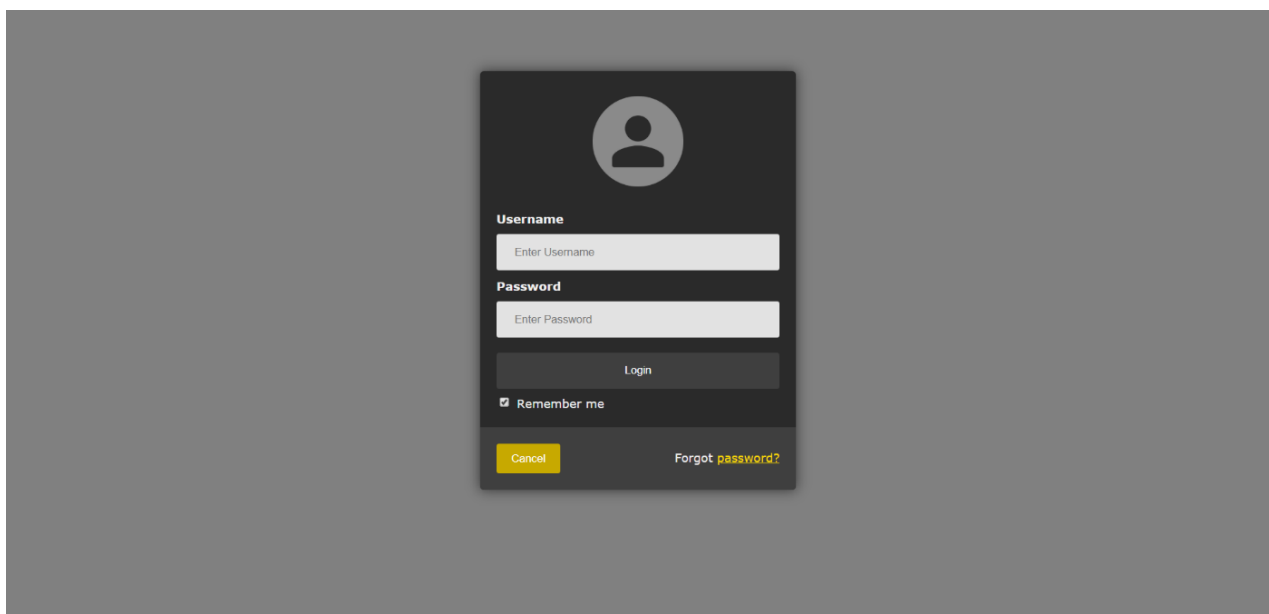 Username
Enter Username
Password
Enter Password
Login
Remember me
Cancel
Forgot password?